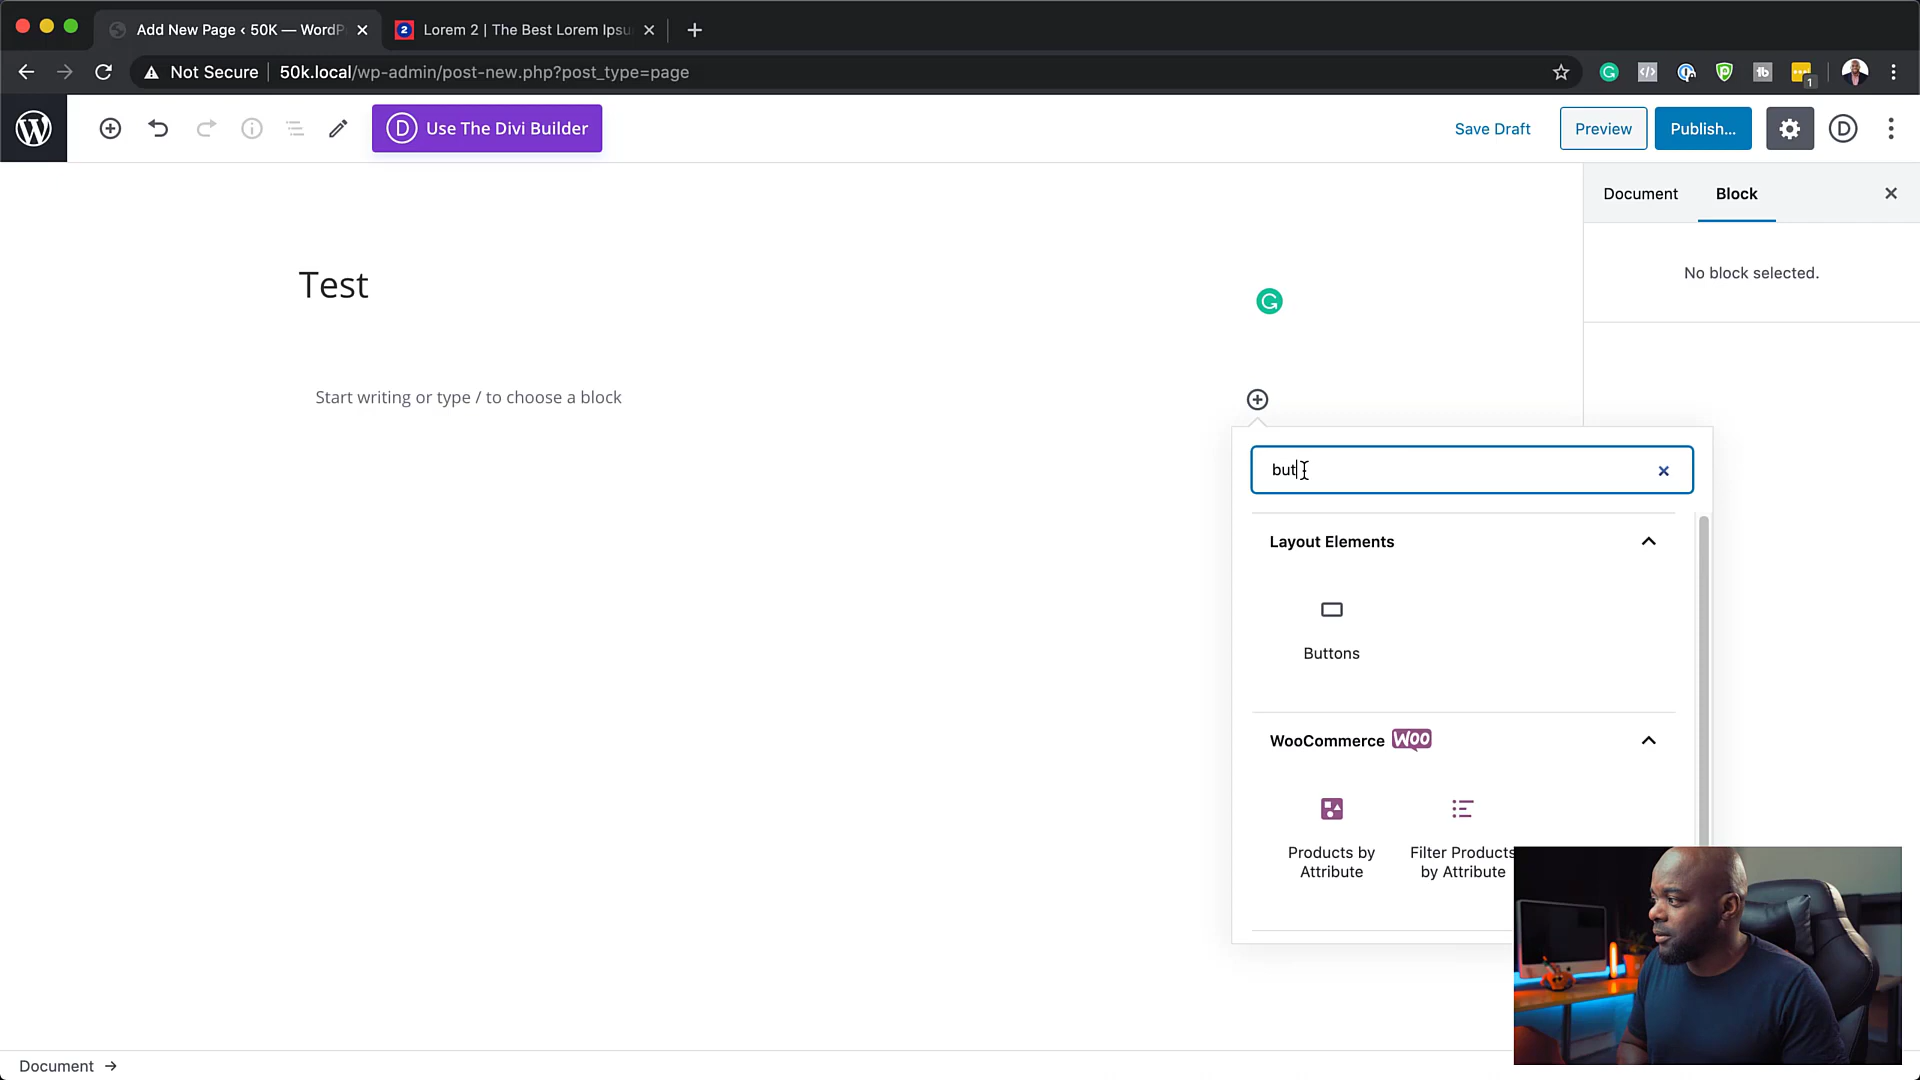 Add New Page ‹ 50K — WordP
2 Lorem 2 | The Best Lorem Ipsu
Not Secure | 50k.local/wp-admin/post-new.php?post_type=page
1
Use The Divi Builder
Save Draft
Preview
Publish...
Document
Block
No block selected.
Test
Start writing or type / to choose a block
but
Layout Elements
Buttons
WooCommerce WOO
Products by Attribute
Filter Products by Attribute
Document →